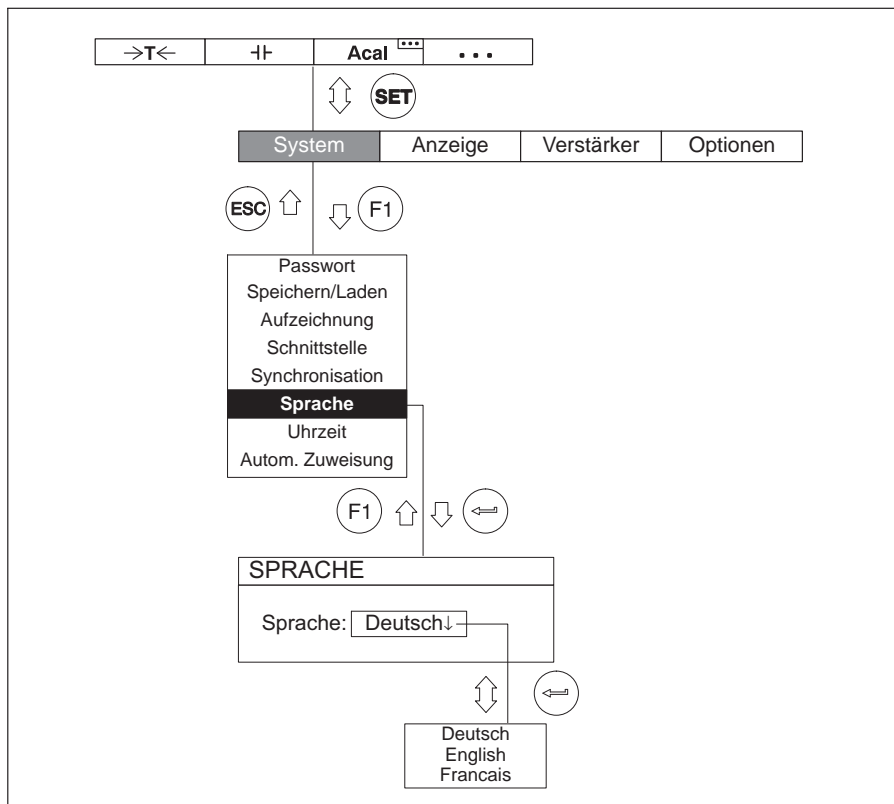 →T← ⊣⊢ Acal ... ...
SET
System Anzeige Verstärker Optionen
ESC F1
Passwort
Speichern/Laden
Aufzeichnung
Schnittstelle
Synchronisation
Sprache
Uhrzeit
Autom. Zuweisung
F1
SPRACHE
Sprache: Deutsch↓
Deutsch
English
Francais